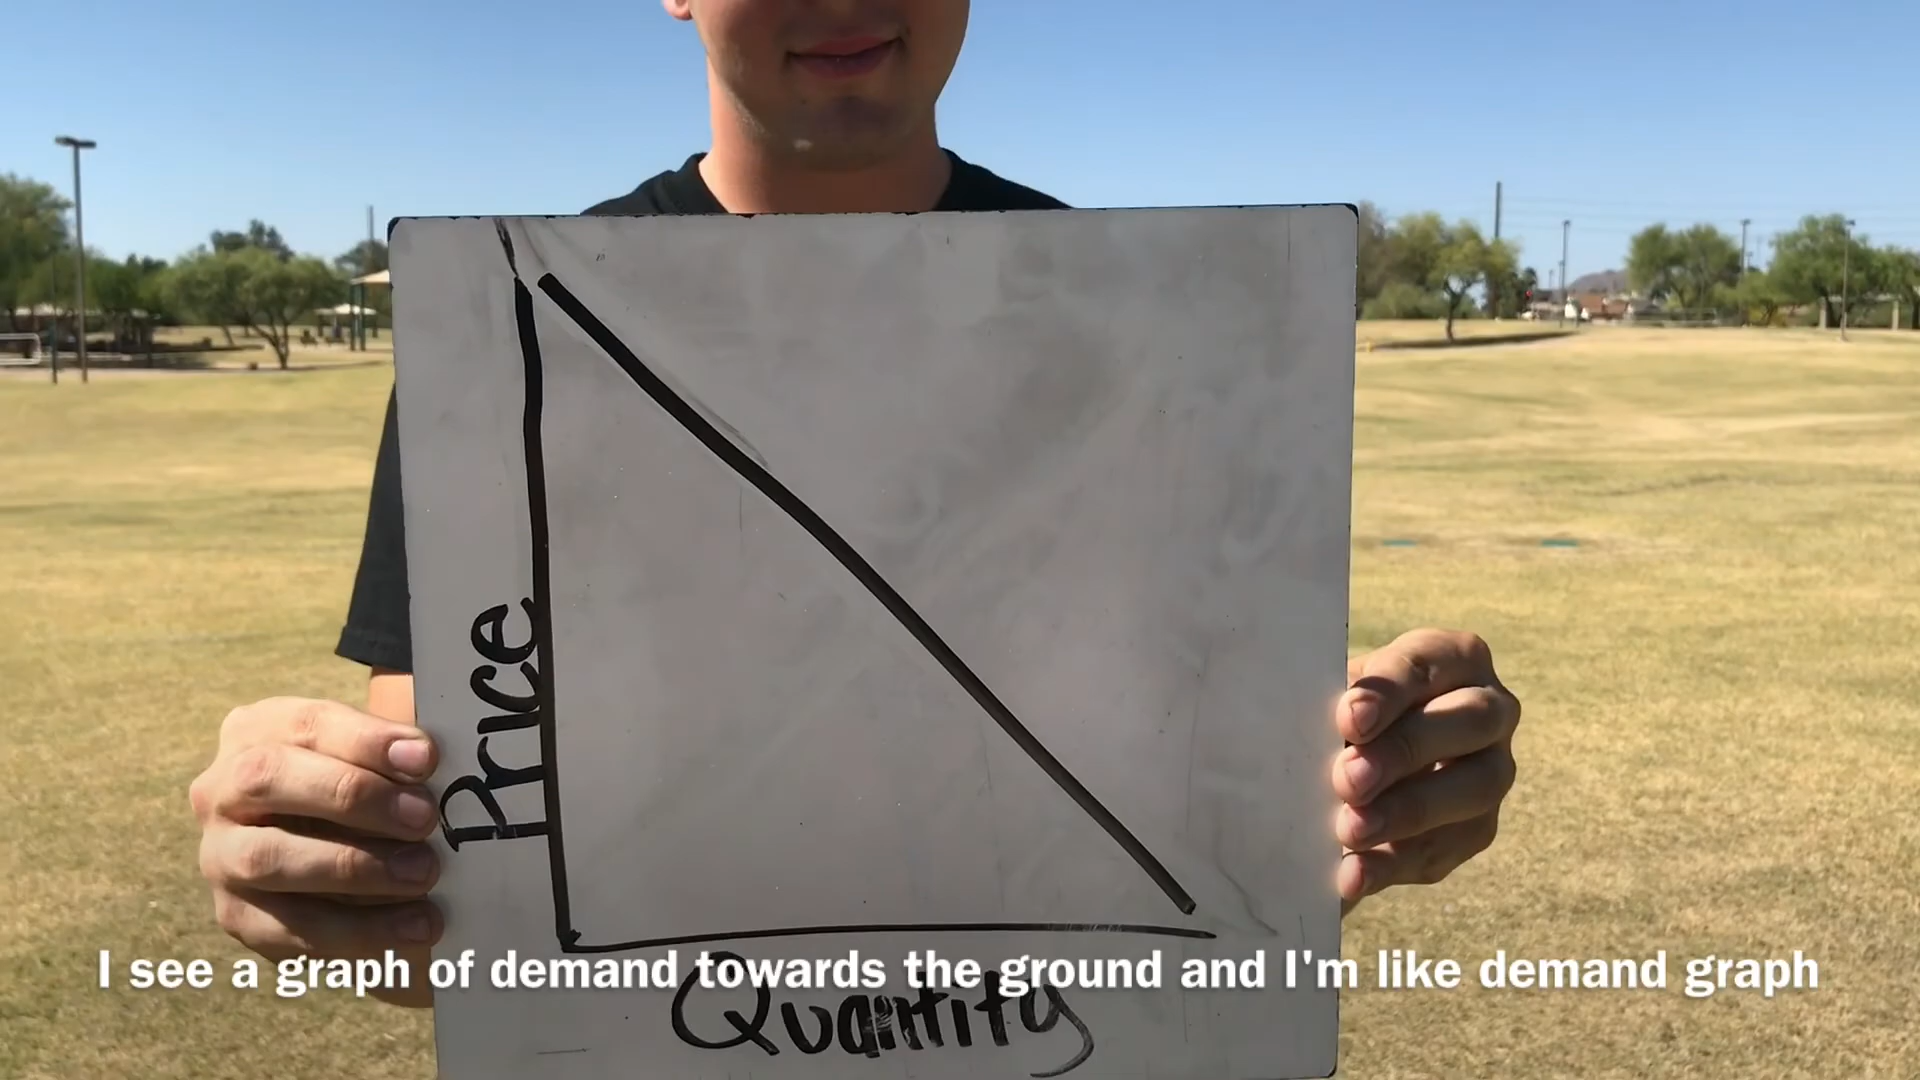 Price
I see a graph of demand towards the ground and I'm like demand graph
Quantity